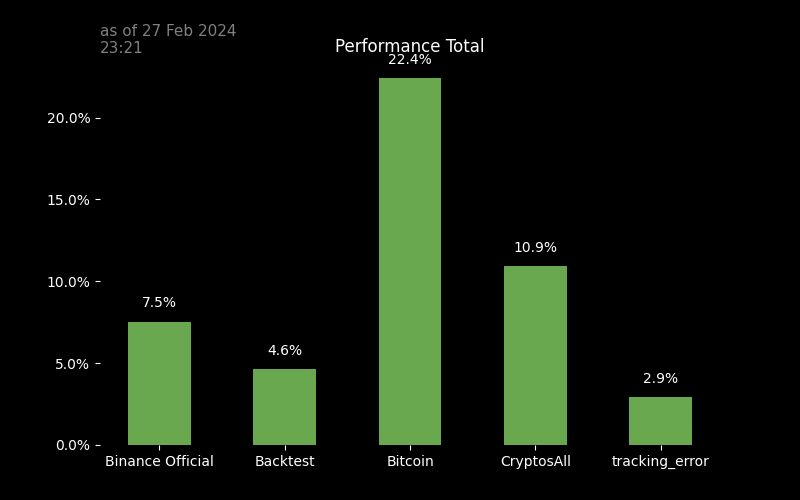 as of 27 Feb 2024
23:21
Performance Total
22.4%
20.0%
15.0%
10.9%
10.0%
7.5%
5.0%
4.6%
2.9%
0.0%
Binance Official
Backtest
Bitcoin
CryptosAll
tracking_error